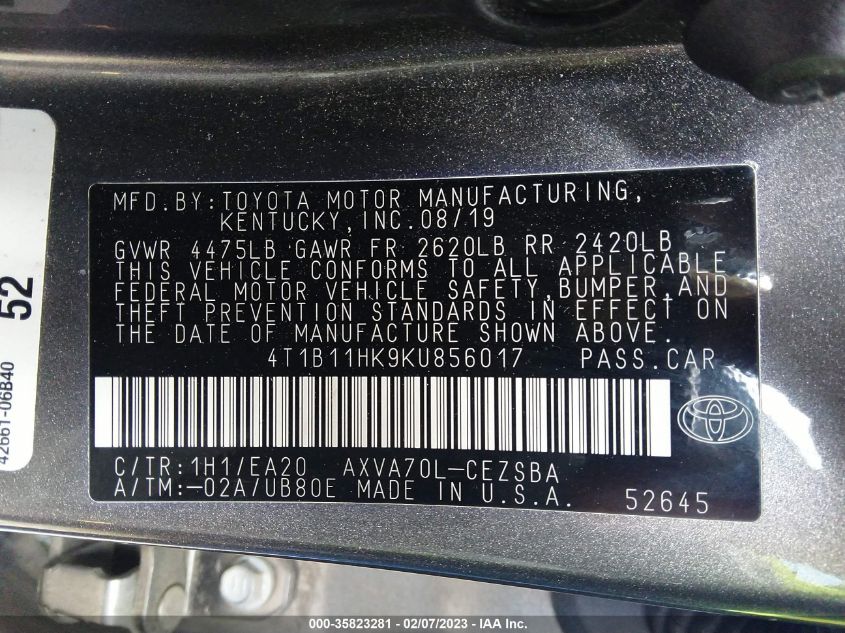 MFD.BY:TOYOTA MOTOR MANUFACTURING,
KENTUCKY,INC.08/19
GVWR 4475LB GAWR FR 2620LB RR 2420LB
THIS VEHICLE CONFORMS TO ALL APPLICABLE
FEDERAL MOTOR VEHICLE SAFETY,BUMPER,AND
THEFT PREVENTION STANDARDS IN EFFECT ON
THE DATE OF MANUFACTURE SHOWN ABOVE.
4T1B11HK9KU856017 PASS.CAR
C/TR:1H1/EA20 AXVA70L-CEZSBA
A/TM:-02A/UB80E MADE IN U.S.A. 52645
52
42661-06B40
000-35823281 - 02/07/2023 - IAA Inc.